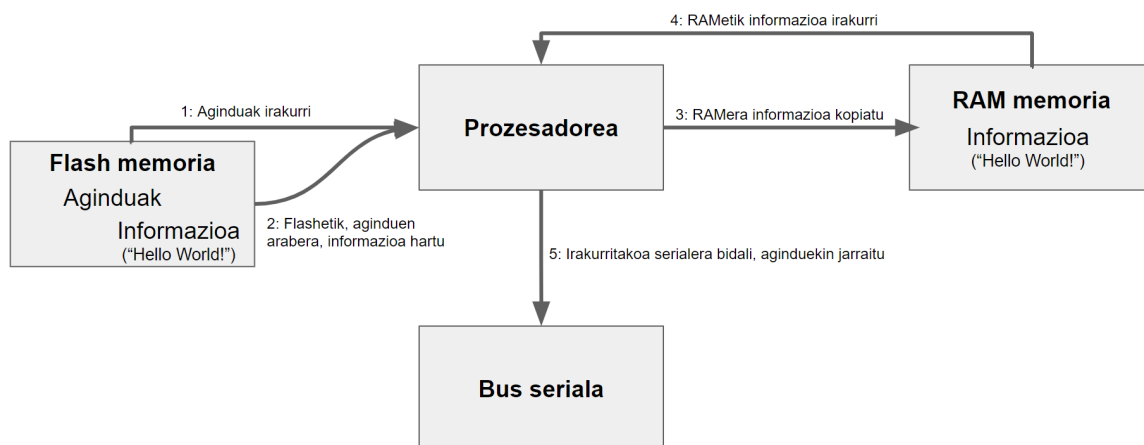 4: RAMetik informazioa irakurri
1: Aginduak irakurri
Prozesadorea
3: RAMera informazioa kopiatu
RAM memoria
Informazioa
(“Hello World!”)
Flash memoria
Aginduak
Informazioa
(“Hello World!”)
2: Flashetik, aginduen
arabera, informazioa hartu
5: Irakurritakoa serialera bidali, aginduekin jarraitu
Bus seriala